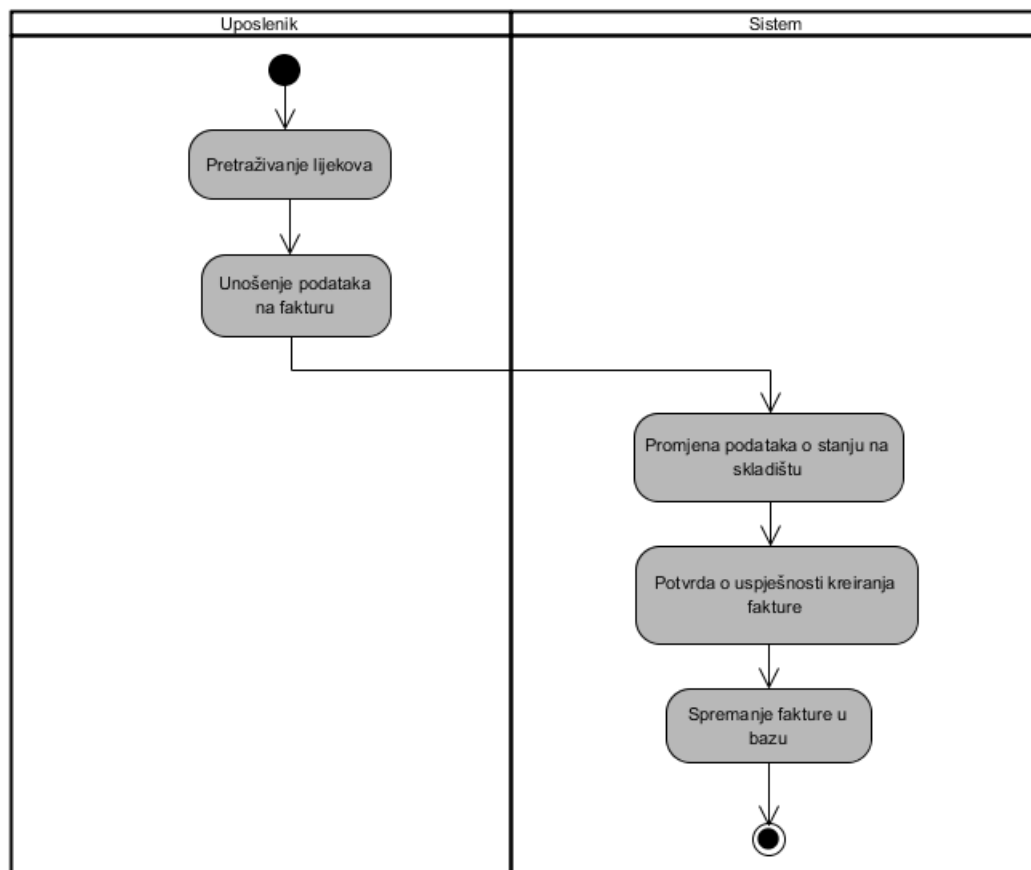 Uposlenik
Sistem
Pretraživanje lijekova
Unošenje podataka
na fakturu
Promjena podataka o stanju na
skladištu
Potvrda o uspješnosti kreiranja
fakture
Spremanje fakture u
bazu